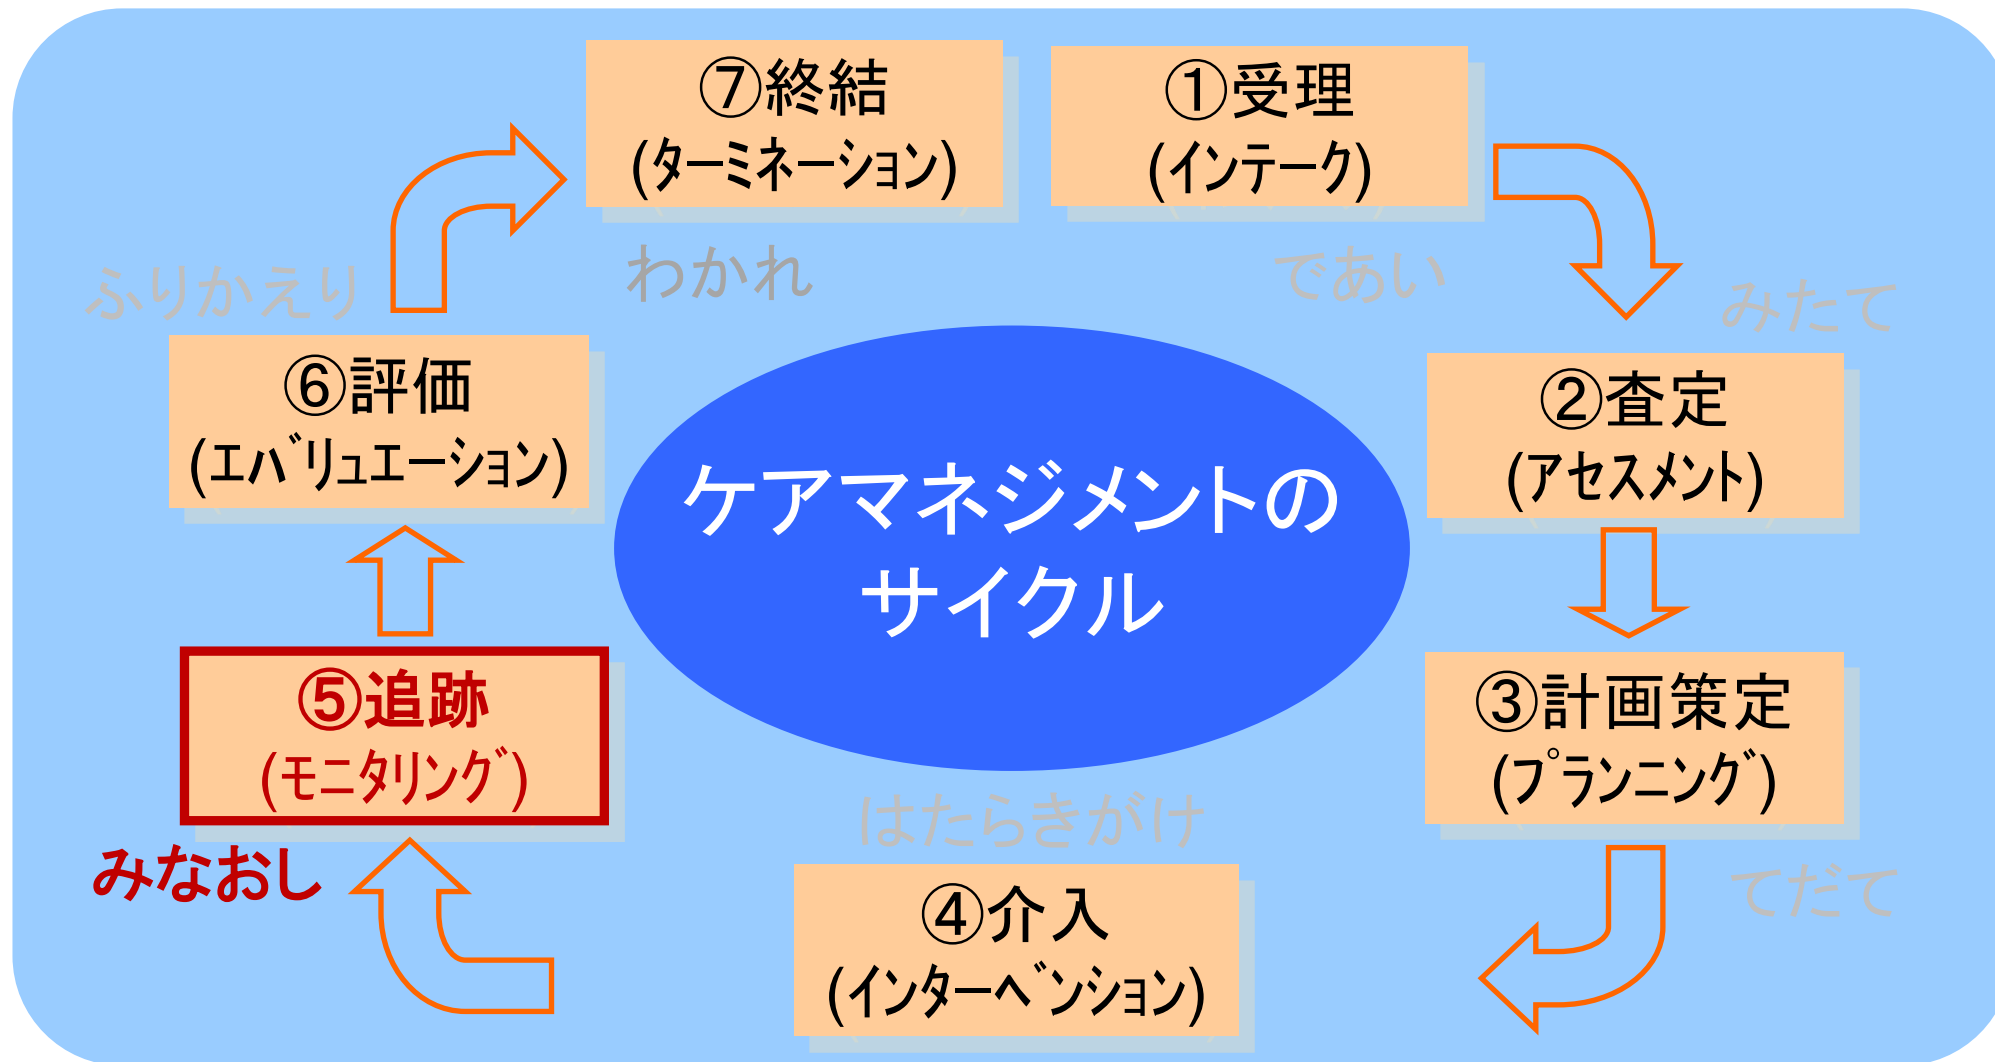 ⑦終結
(ﾀｰﾐﾈｰｼｮﾝ)
わかれ
①受理
(ｲﾝﾃｰｸ)
であい
みたて
②査定
(ｱｾｽﾒﾝﾄ)
③計画策定
(ﾌﾟﾗﾝﾆﾝｸﾞ)
てだて
はたらきがけ
④介入
(ｲﾝﾀｰﾍﾞﾝｼｮﾝ)
⑤追跡
(ﾓﾆﾀﾘﾝｸﾞ)
みなおし
ふりかえり
⑥評価
(ｴﾊﾞﾘｭｴｰｼｮﾝ)
ケアマネジメントの
サイクル